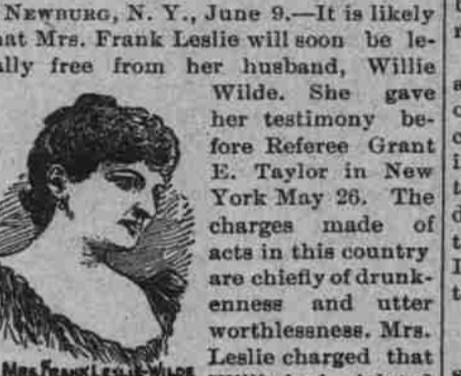 NEWBURG, N. Y., June 9.—It is likely
that Mrs. Frank Leslie will soon be le-
gally free from her husband, Willie
Wilde. She gave
her testimony be-
fore Referee Grant
E. Taylor in New
York May 26. The
charges made of
acts in this country
are chiefly of drunk-
enness and utter
worthlessness. Mrs.
Leslie charged that
MRS. FRANK LESLIE-WILDE